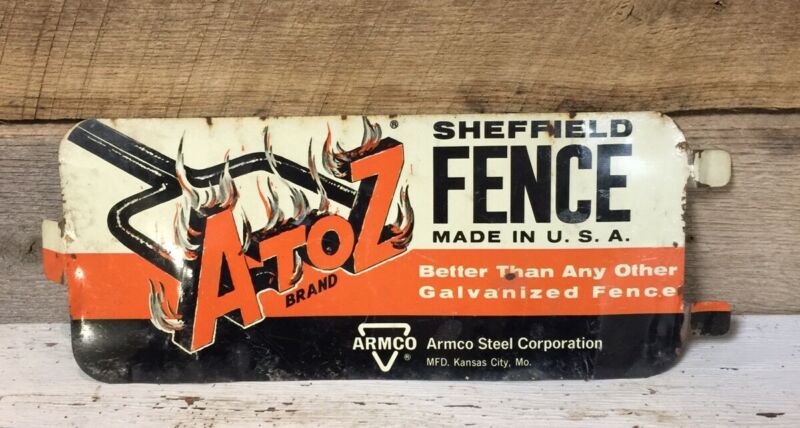 A-TO-Z ®
BRAND
SHEFFIELD
FENCE
MADE IN U. S. A.
Better Than Any Other
Galvanized Fence
ARMCO ®
Armco Steel Corporation
MFD. Kansas City, Mo.